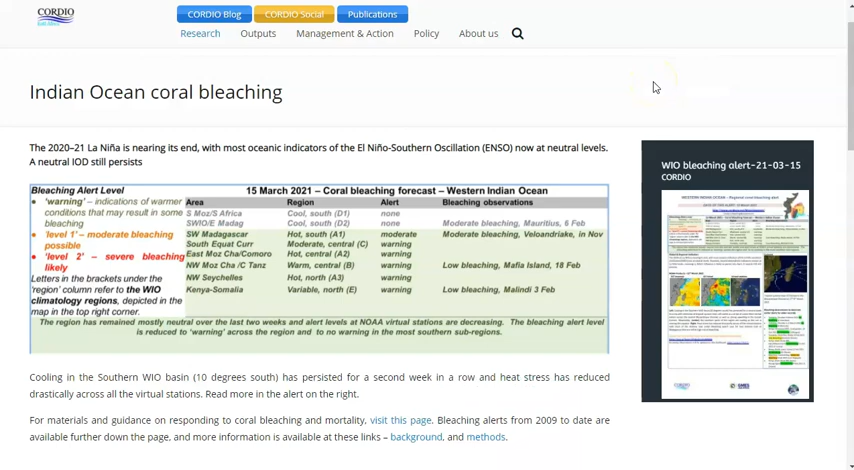 CORDIO
CORDIO Blog
CORDIO Social
Publications
Research
Outputs
Management & Action
Policy
About us
Indian Ocean coral bleaching
The 2020–21 La Niña is nearing its end, with most oceanic indicators of the El Niño-Southern Oscillation (ENSO) now at neutral levels.
A neutral IOD still persists
Bleaching Alert Level
• 'warning' – indications of warmer
conditions that may result in some
bleaching
• 'level 1' – moderate bleaching
possible
• 'level 2' – severe bleaching
likely
Letters in the brackets under the
'region' column refer to the WIO
climatology regions, depicted in the
map in the top right corner.
15 March 2021 – Coral bleaching forecast – Western Indian Ocean
Area Region Alert Bleaching observations
S Moz/S Africa Cool, south (D1) none
SWIO/E Madag Cool, south (D2) none Moderate bleaching, Mauritius, 6 Feb
SW Madagascar Hot, south (A1) moderate Moderate bleaching, Veloandriake, in Nov
South Equat Curr Moderate, central (C) warning
East Moz Cha/Comoro Hot, central (A2) warning
NW Moz Cha /C Tanz Warm, central (B) warning Low bleaching, Mafia Island, 18 Feb
NW Seychelles Hot, north (A3) warning
Kenya-Somalia Variable, north (E) warning Low bleaching, Malindi 3 Feb
The region has remained mostly neutral over the last two weeks and alert levels at NOAA virtual stations are decreasing. The bleaching alert level
is reduced to 'warning' across the region and to no warning in the most southern sub-regions.
WIO bleaching alert-21-03-15
CORDIO
Cooling in the Southern WIO basin (10 degrees south) has persisted for a second week in a row and heat stress has reduced
drastically across all the virtual stations. Read more in the alert on the right.
For materials and guidance on responding to coral bleaching and mortality, visit this page. Bleaching alerts from 2009 to date are
available further down the page, and more information is available at these links – background, and methods.